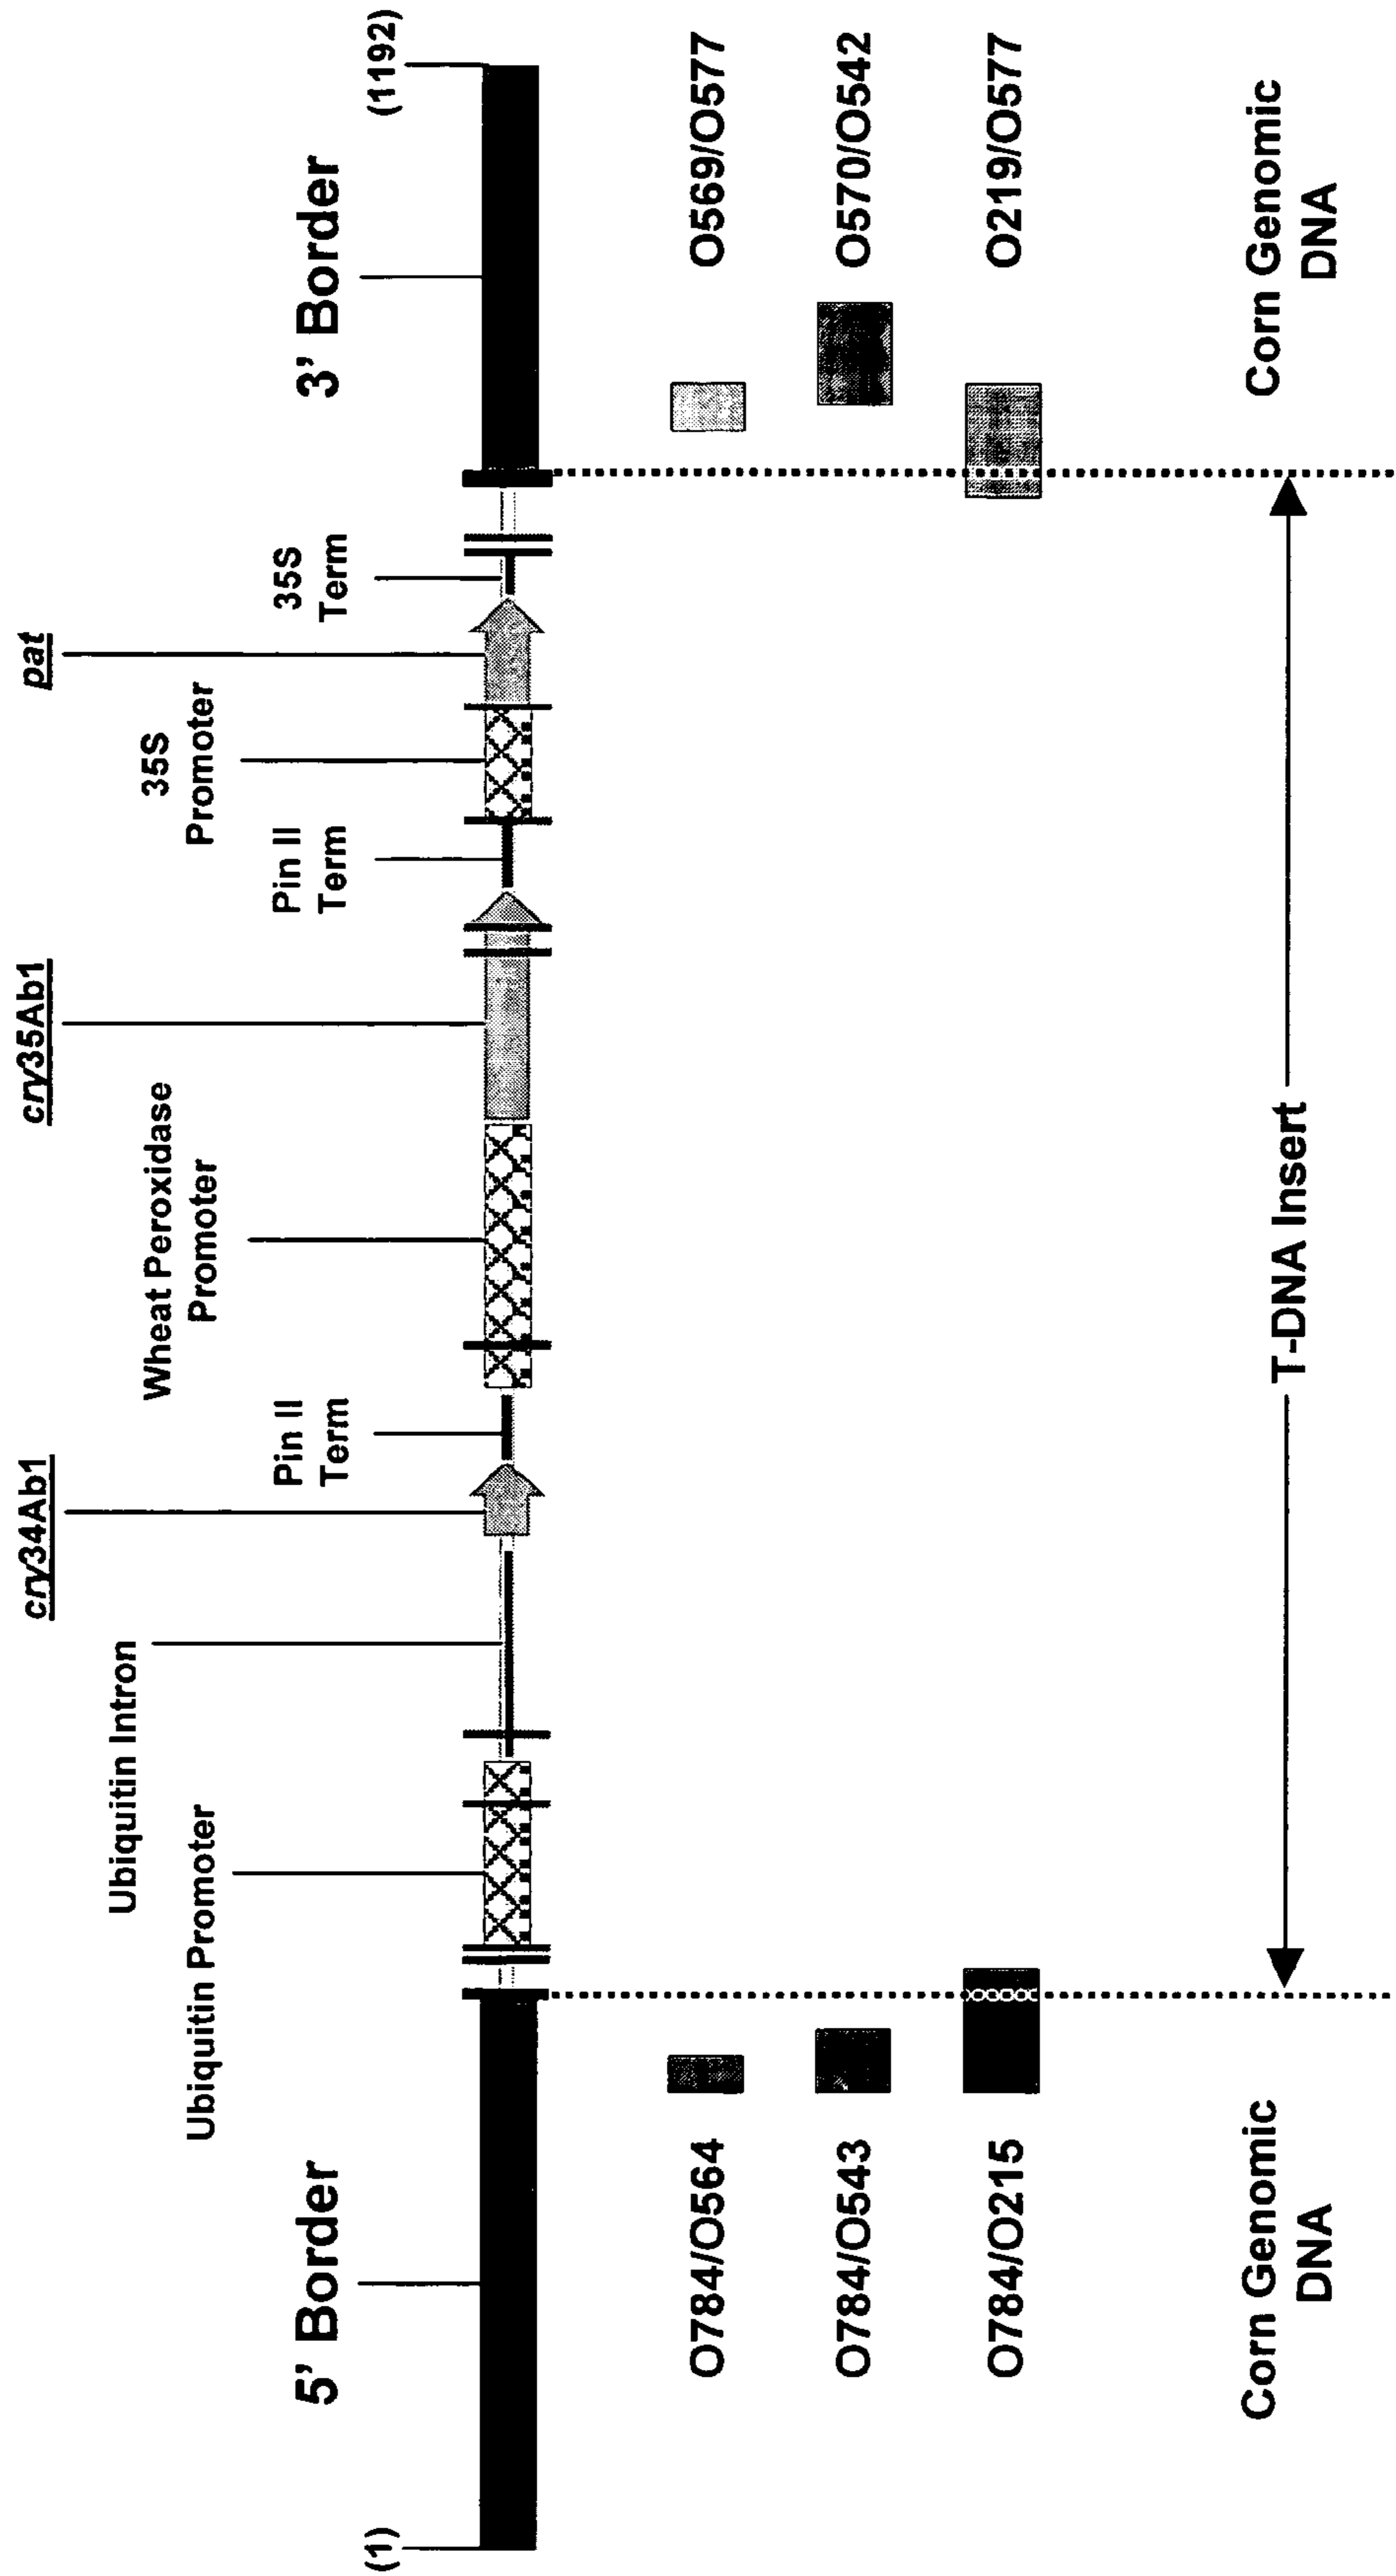 cry34Ab1
cry35Ab1
pat
Ubiquitin Intron
Wheat Peroxidase
Promoter
35S
Promoter
Ubiquitin Promoter
Pin II
Term
Pin II
Term
35S
Term
5' Border
3' Border
(1)
(1192)
O784/O564
O569/O577
O784/O543
O570/O542
O784/O215
O219/O577
Corn Genomic
DNA
T-DNA Insert
Corn Genomic
DNA